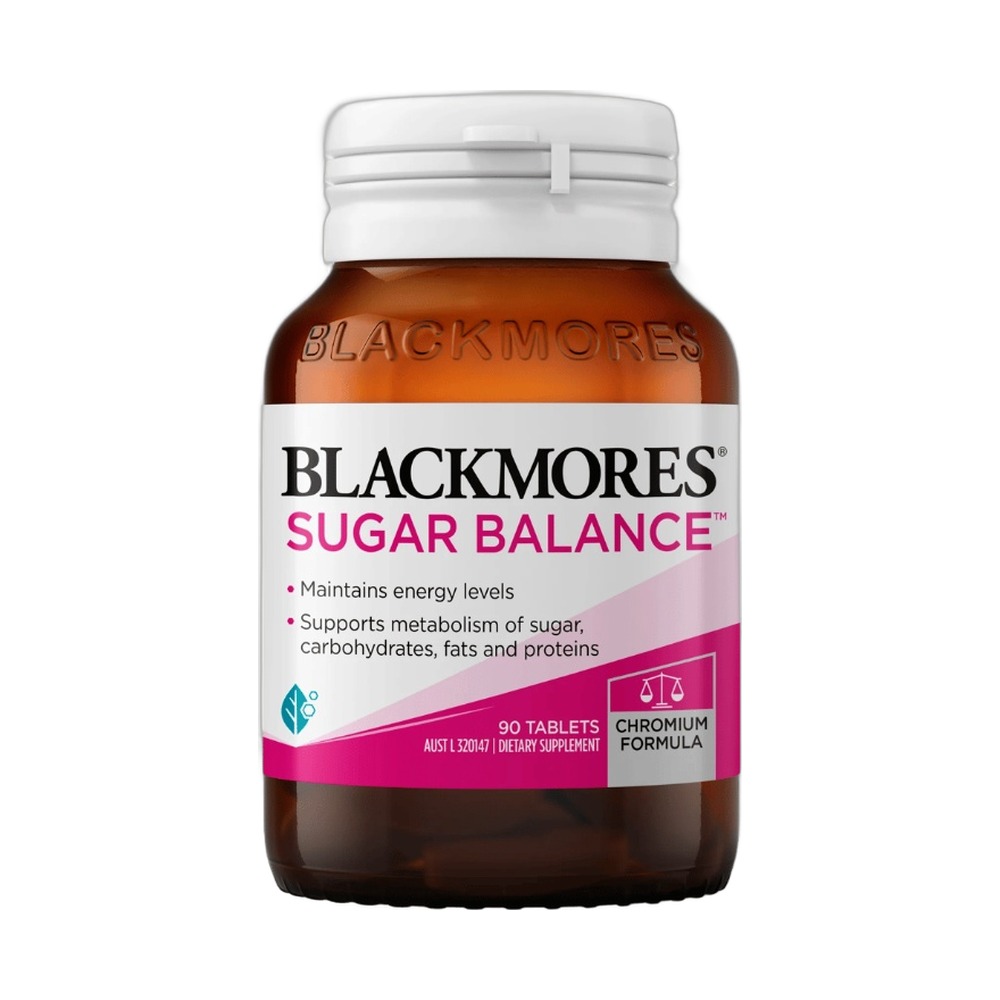 BLACKMORES
BLACKMORES®
SUGAR BALANCE™
• Maintains energy levels
• Supports metabolism of sugar,
carbohydrates, fats and proteins
90 TABLETS
AUST L 320147 | DIETARY SUPPLEMENT
CHROMIUM
FORMULA